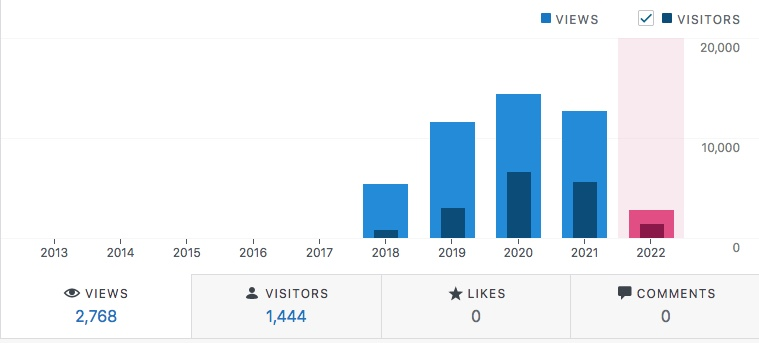 VIEWS VISITORS
20,000
10,000
0
2013 2014 2015 2016 2017 2018 2019 2020 2021 2022
VIEWS VISITORS LIKES COMMENTS
2,768 1,444 0 0